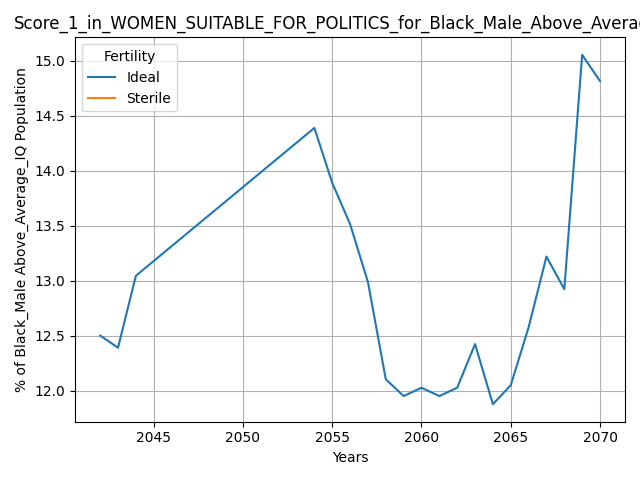 Score_1_in_WOMEN_SUITABLE_FOR_POLITICS_for_Black_Male_Above_Avera
Fertility
Ideal
Sterile
% of Black_Male Above_Average_IQ Population
15.0
14.5
14.0
13.5
13.0
12.5
12.0
2045 2050 2055 2060 2065 2070
Years